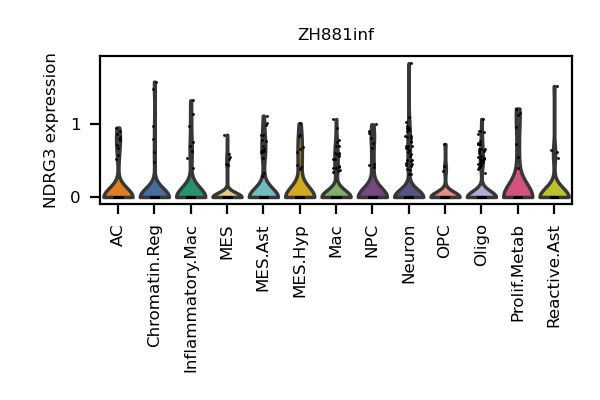 ZH881inf
NDRG3 expression
1
0
AC
Chromatin.Reg
Inflammatory.Mac
MES
MES.Ast
MES.Hyp
Mac
NPC
Neuron
OPC
Oligo
Prolif.Metab
Reactive.Ast